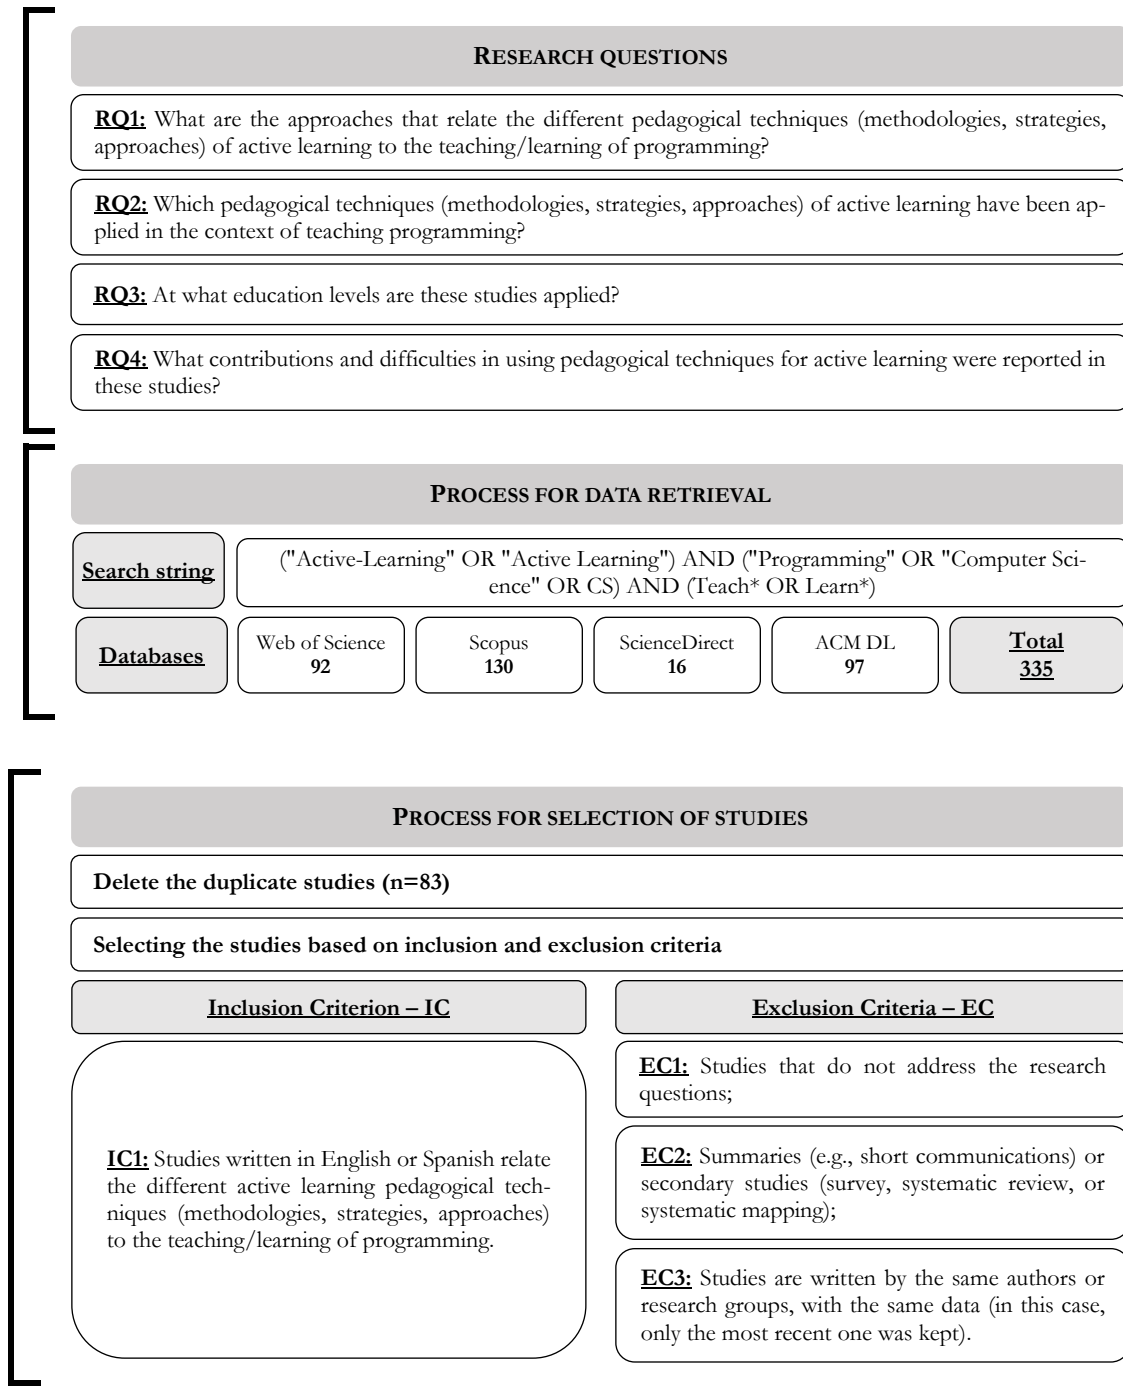 RESEARCH QUESTIONS
RQ1: What are the approaches that relate the different pedagogical techniques (methodologies, strategies,
approaches) of active learning to the teaching/learning of programming?
RQ2: Which pedagogical techniques (methodologies, strategies, approaches) of active learning have been ap-
plied in the context of teaching programming?
RQ3: At what education levels are these studies applied?
RQ4: What contributions and difficulties in using pedagogical techniques for active learning were reported in
these studies?
PROCESS FOR DATA RETRIEVAL
Search string
("Active-Learning" OR "Active Learning") AND ("Programming" OR "Computer Sci-
ence" OR CS) AND (Teach* OR Learn*)
Databases
Web of Science
92
Scopus
130
ScienceDirect
16
ACM DL
97
Total
335
PROCESS FOR SELECTION OF STUDIES
Delete the duplicate studies (n=83)
Selecting the studies based on inclusion and exclusion criteria
Inclusion Criterion – IC
IC1: Studies written in English or Spanish relate
the different active learning pedagogical tech-
niques (methodologies, strategies, approaches)
to the teaching/learning of programming.
Exclusion Criteria – EC
EC1: Studies that do not address the research
questions;
EC2: Summaries (e.g., short communications) or
secondary studies (survey, systematic review, or
systematic mapping);
EC3: Studies are written by the same authors or
research groups, with the same data (in this case,
only the most recent one was kept).